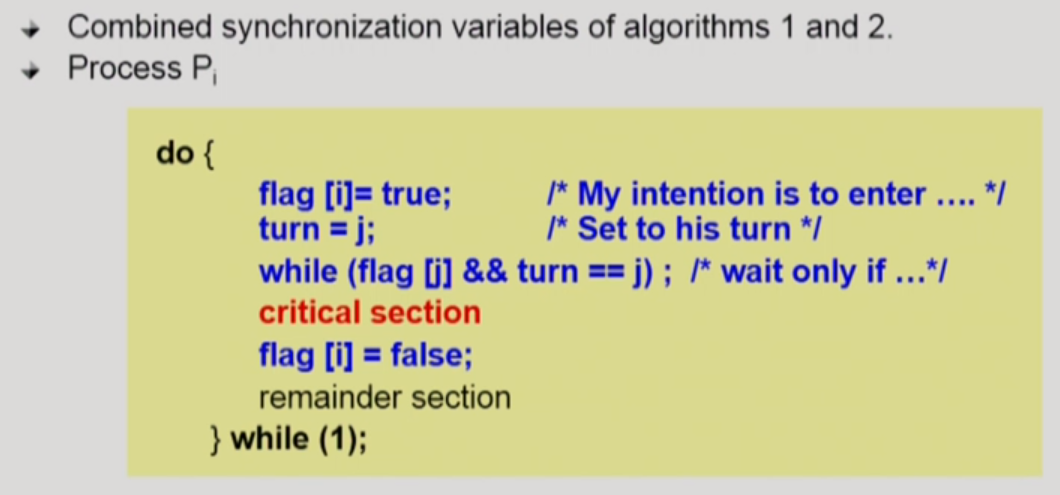 Combined synchronization variables of algorithms 1 and 2.
Process Pi
do {
flag [i]= true; /* My intention is to enter .... */
turn = j; /* Set to his turn */
while (flag [j] && turn == j) ; /* wait only if ...*/
critical section
flag [i] = false;
remainder section
} while (1);